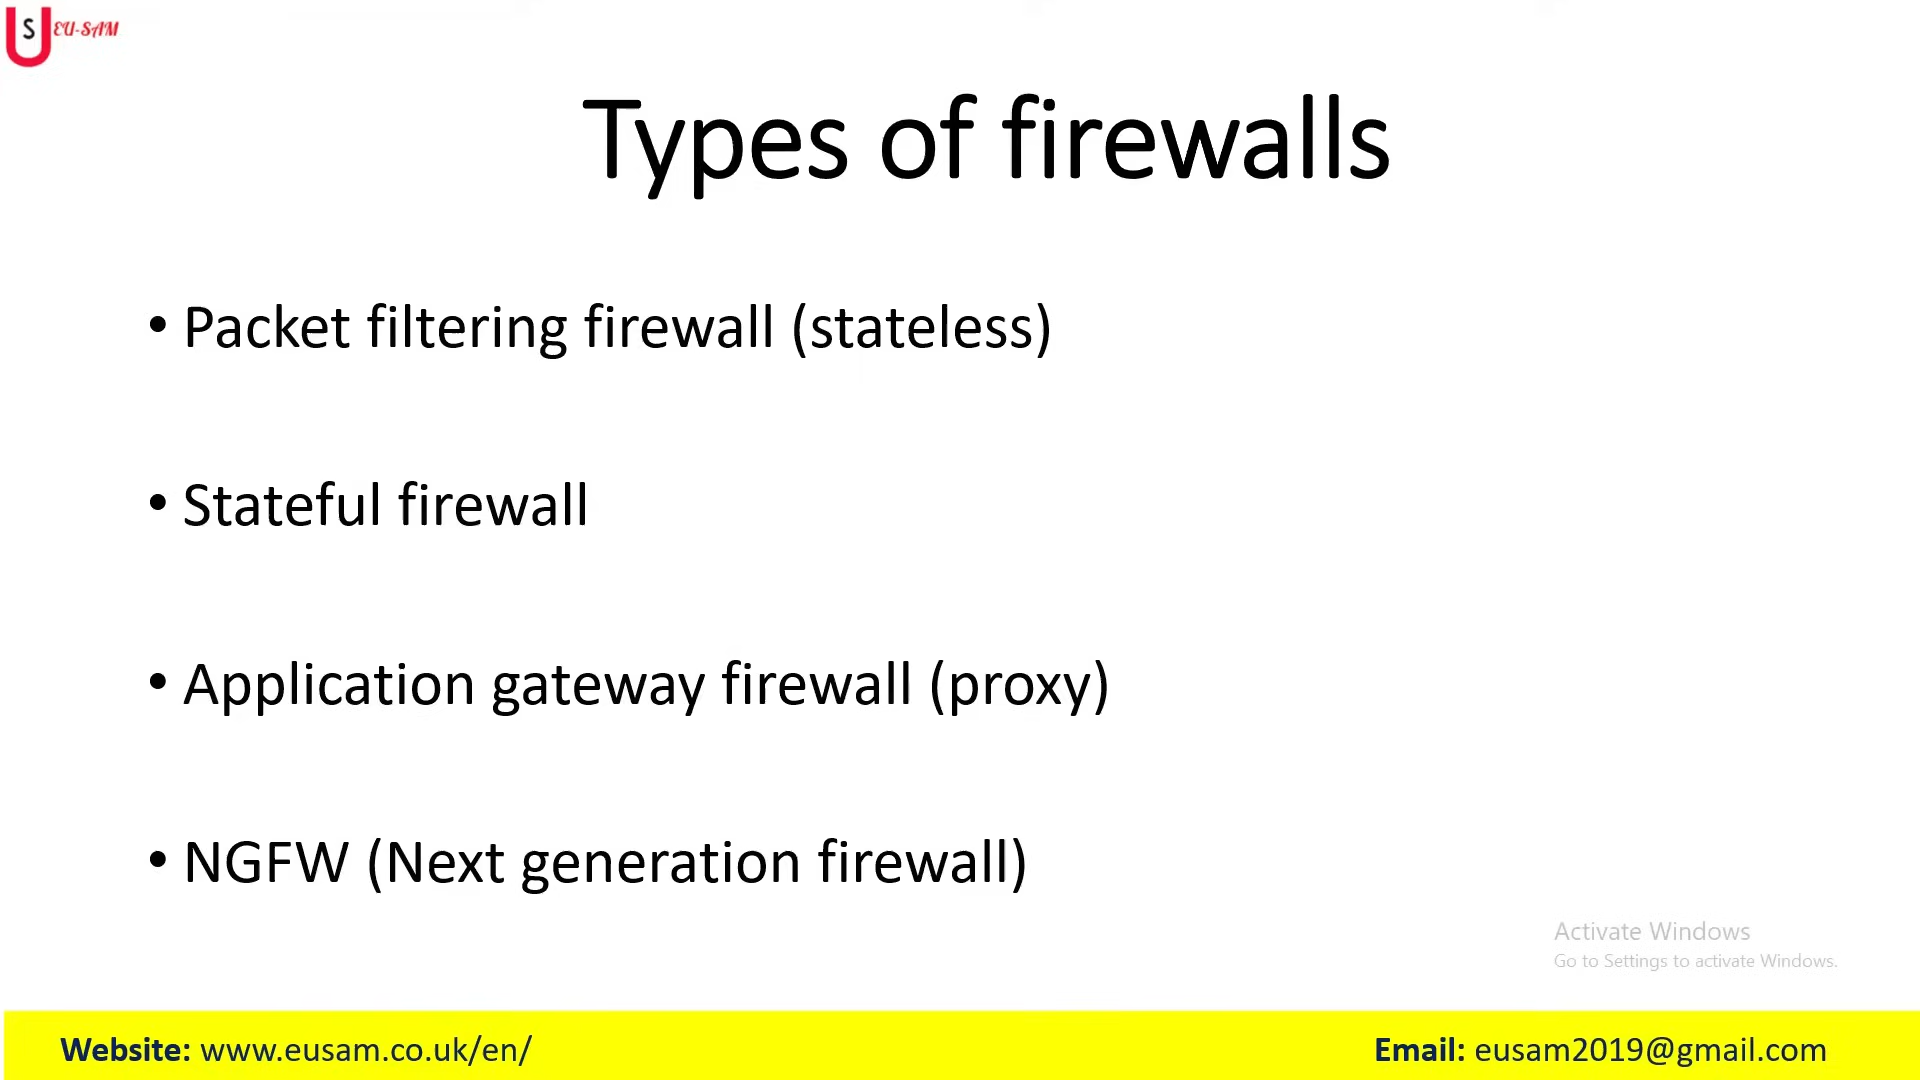 S EU-SAM
Types of firewalls
• Packet filtering firewall (stateless)
• Stateful firewall
• Application gateway firewall (proxy)
• NGFW (Next generation firewall)
Activate Windows
Go to Settings to activate Windows.
Website: www.eusam.co.uk/en/
Email: eusam2019@gmail.com